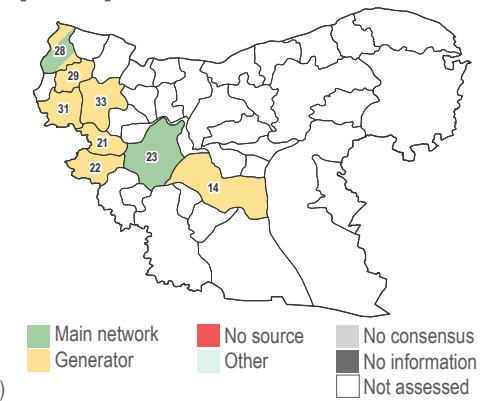 28
29
31
33
21
22
23
14
Main network
No source
No consensus
Generator
Other
No information
)
Not assessed